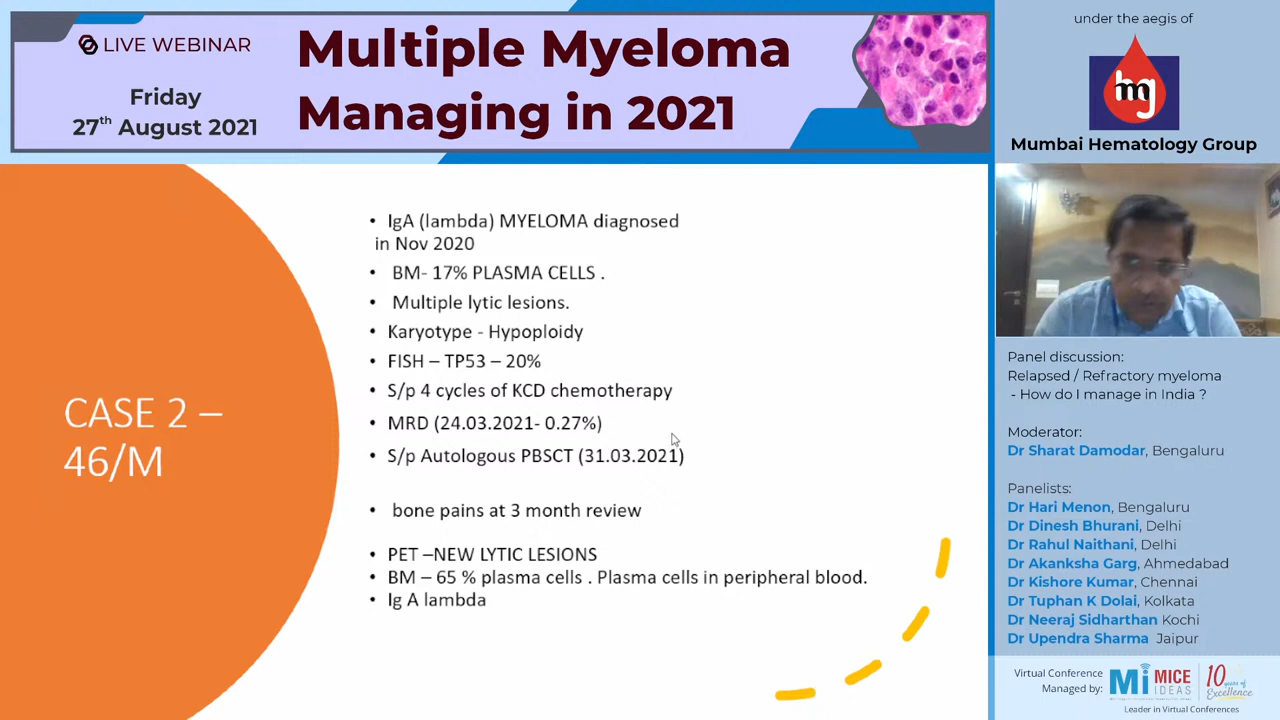 LIVE WEBINAR
Friday
27th August 2021
Multiple Myeloma
Managing in 2021
under the aegis of
hmg
Mumbai Hematology Group
CASE 2 –
46/M
• IgA (lambda) MYELOMA diagnosed
in Nov 2020
• BM- 17% PLASMA CELLS .
• Multiple lytic lesions.
• Karyotype - Hypoploidy
• FISH – TP53 – 20%
• S/p 4 cycles of KCD chemotherapy
• MRD (24.03.2021- 0.27%)
• S/p Autologous PBSCT (31.03.2021)
• bone pains at 3 month review
• PET –NEW LYTIC LESIONS
• BM – 65 % plasma cells . Plasma cells in peripheral blood.
• Ig A lambda
Panel discussion:
Relapsed / Refractory myeloma
- How do I manage in India ?
Moderator:
Dr Sharat Damodar, Bengaluru
Panelists:
Dr Hari Menon, Bengaluru
Dr Dinesh Bhurani, Delhi
Dr Rahul Naithani, Delhi
Dr Akanksha Garg, Ahmedabad
Dr Kishore Kumar, Chennai
Dr Tuphan K Dolai, Kolkata
Dr Neeraj Sidharthan Kochi
Dr Upendra Sharma Jaipur
Virtual Conference
Managed by:
Mi MICE
IDEAS
10 years of
Excellence
Leader in Virtual Conferences